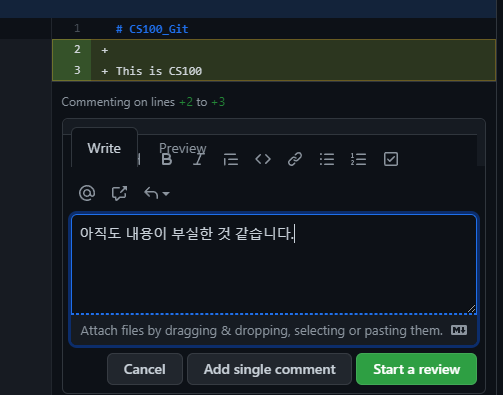 1 # CS100_Git
2 +
3 + This is CS100
Commenting on lines +2 to +3
Write Preview
아직도 내용이 부실한 것 같습니다.
Attach files by dragging & dropping, selecting or pasting them.
Cancel Add single comment Start a review